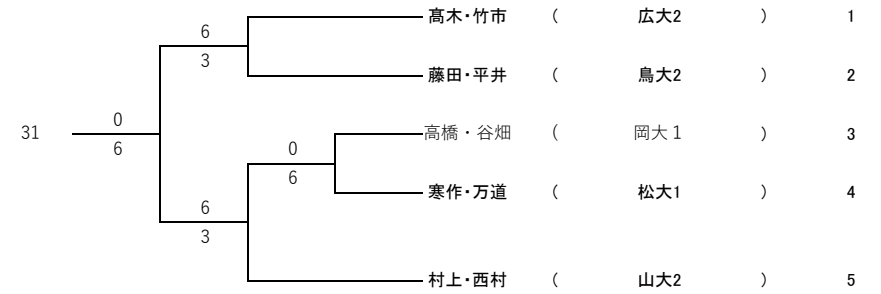 髙木・竹市 ( 広大2 ) 1
6
3
藤田・平井 ( 鳥大2 ) 2
31
0
6
高橋・谷畑 ( 岡大１ ) 3
0
6
寒作・万道 ( 松大1 ) 4
6
3
村上・西村 ( 山大2 ) 5